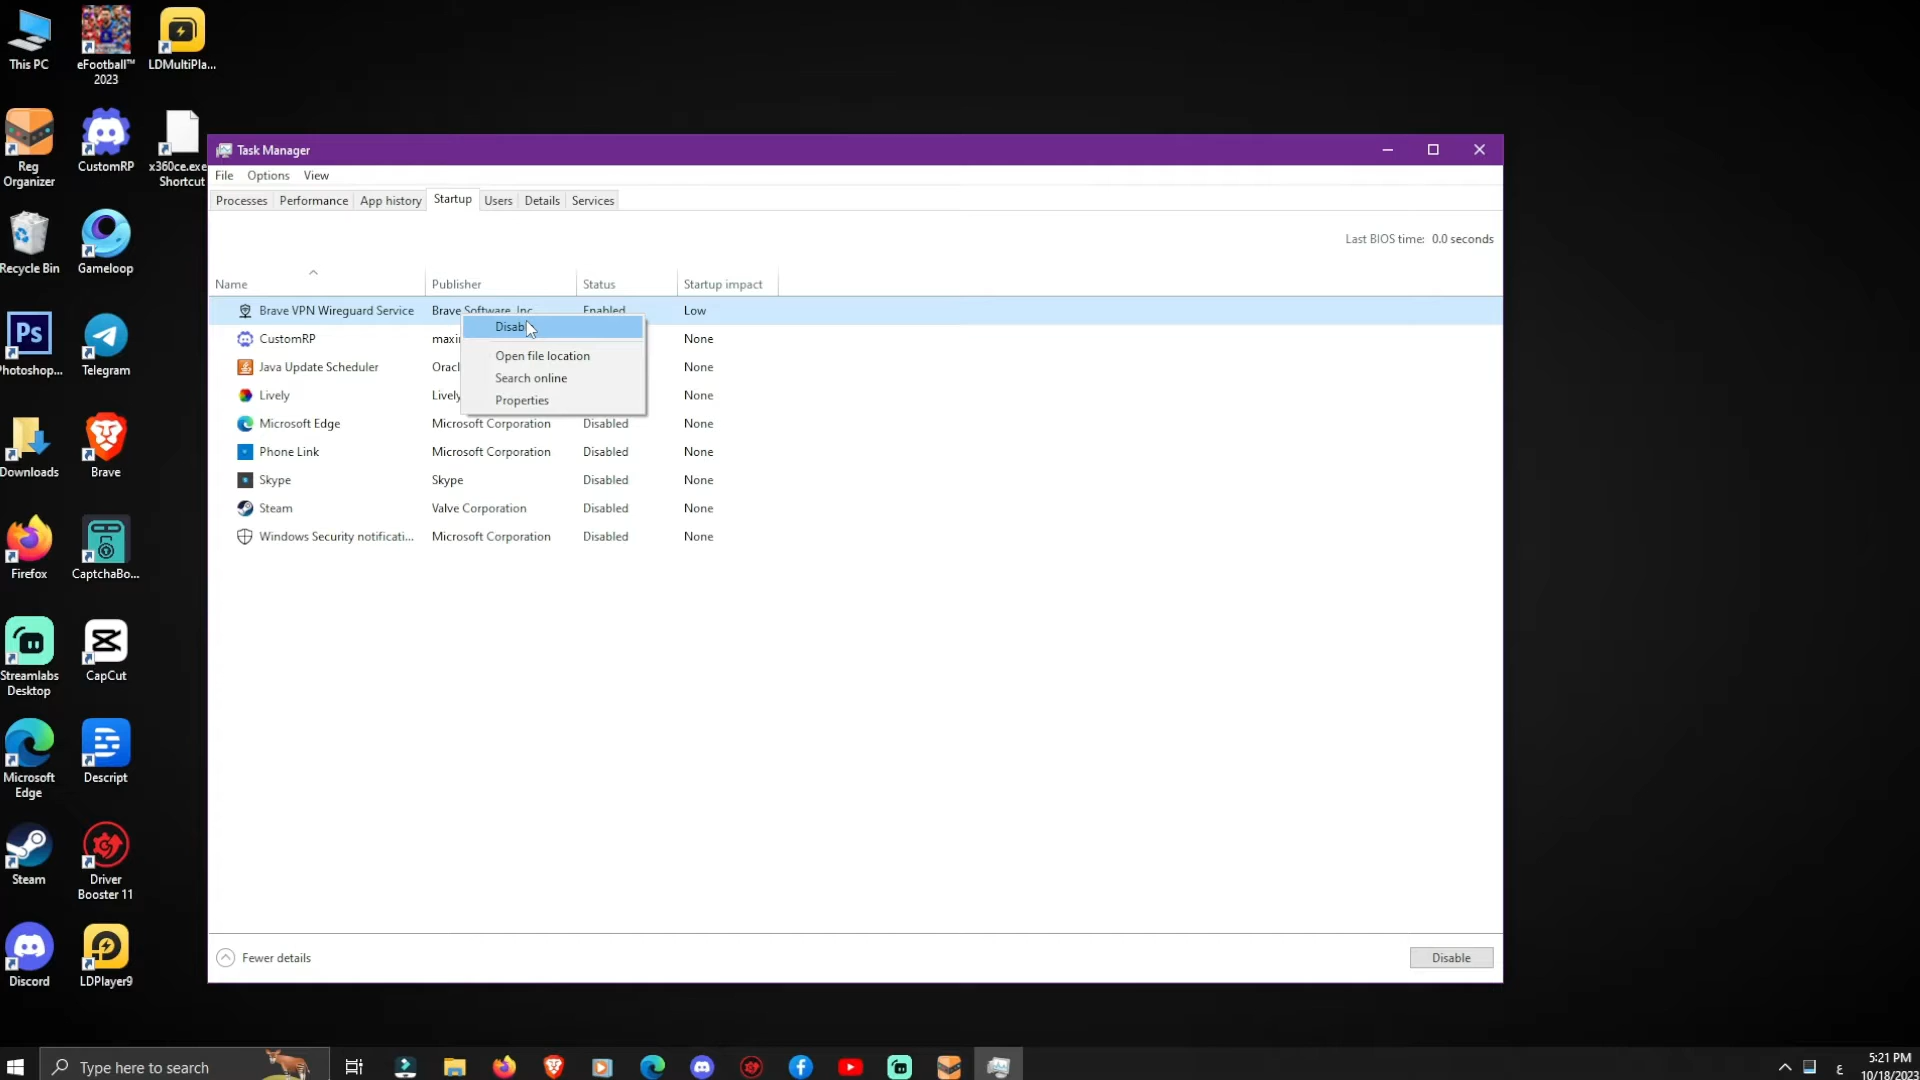 This PC
eFootball™
2023
LDMultiPla...
Reg
Organizer
CustomRP
x360ce.exe
Shortcut
Recycle Bin
Gameloop
Photoshop...
Telegram
Downloads
Brave
Firefox
CaptchaBo...
Streamlabs
Desktop
CapCut
Microsoft
Edge
Descript
Steam
Driver
Booster 11
Discord
LDPlayer9
Task Manager
File Options View
Processes Performance App history Startup Users Details Services
Last BIOS time: 0.0 seconds
Name Publisher Status Startup impact
Brave VPN Wireguard Service Brave Software, Inc. Enabled Low
CustomRP maxi None
Java Update Scheduler Oracl None
Lively Lively None
Microsoft Edge Microsoft Corporation Disabled None
Phone Link Microsoft Corporation Disabled None
Skype Skype Disabled None
Steam Valve Corporation Disabled None
Windows Security notificati... Microsoft Corporation Disabled None
Disab
Open file location
Search online
Properties
Fewer details
Disable
Type here to search
ع
5:21 PM
10/18/2023
Ps